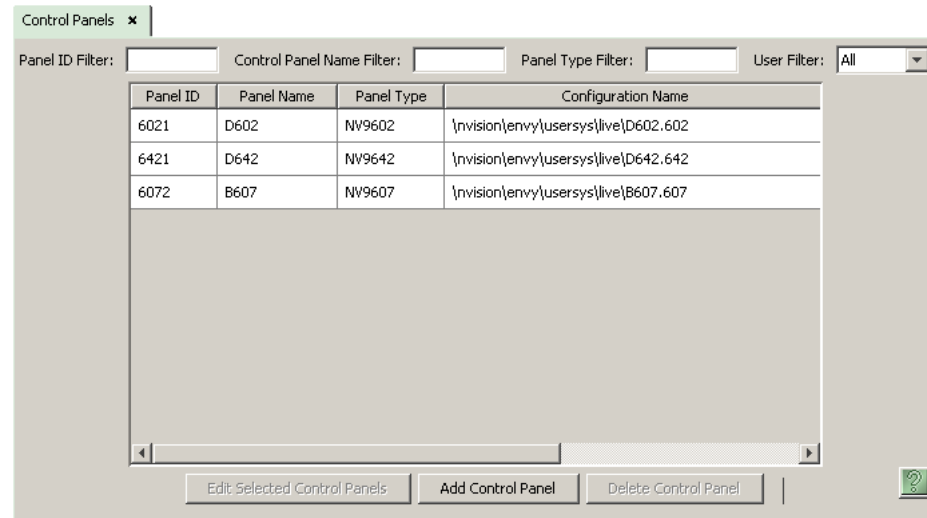 Control Panels
Panel ID Filter: Control Panel Name Filter: Panel Type Filter: User Filter: All
Panel ID Panel Name Panel Type Configuration Name
6021 D602 NV9602 \nvision\envy\usersys\live\D602.602
6421 D642 NV9642 \nvision\envy\usersys\live\D642.642
6072 B607 NV9607 \nvision\envy\usersys\live\B607.607
Edit Selected Control Panels Add Control Panel Delete Control Panel ?